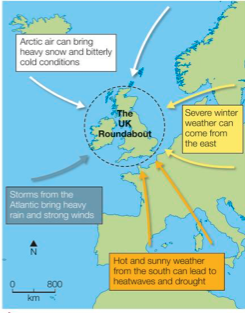 Arctic air can bring
heavy snow and bitterly
cold conditions
The
UK
Roundabout
Severe winter
weather can
come from
the east
Storms from the
Atlantic bring heavy
rain and strong winds
N
0 800
km
Hot and sunny weather
from the south can lead to
heatwaves and drought